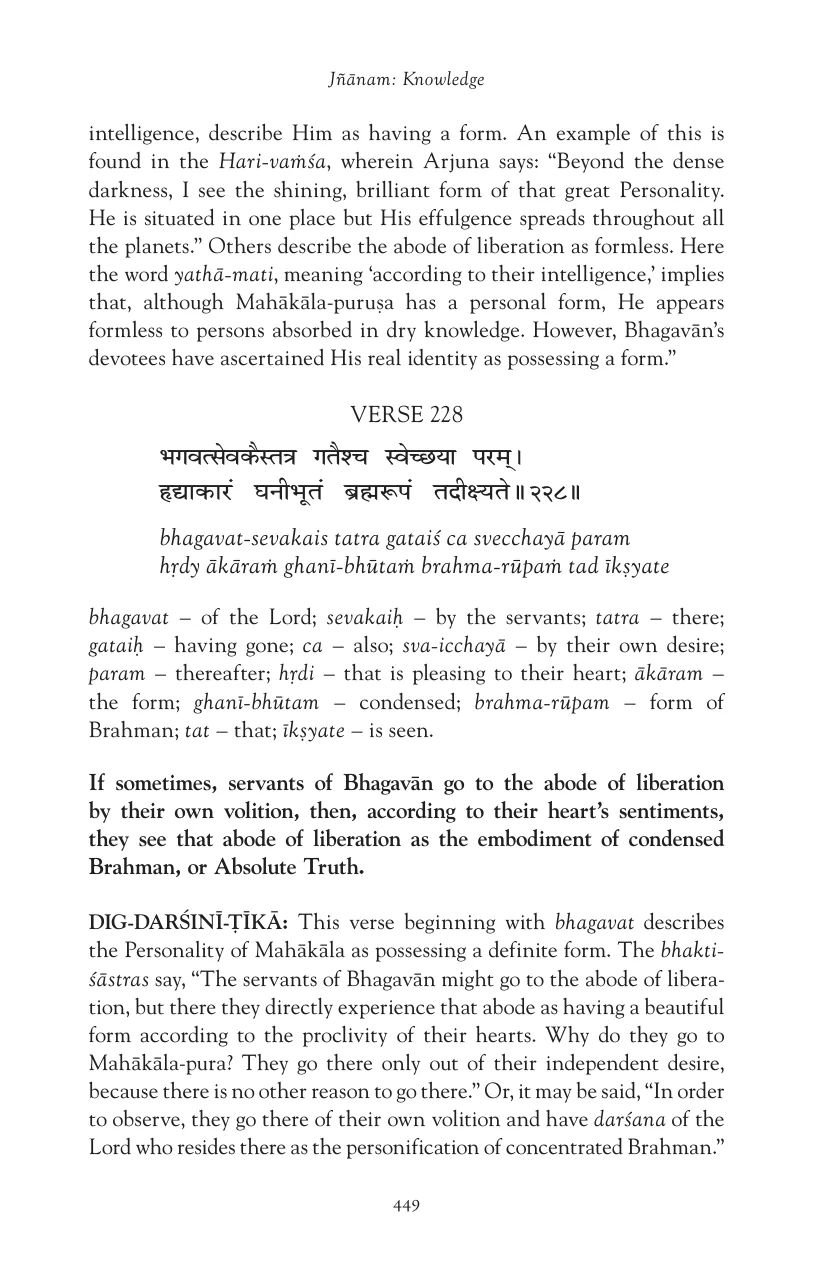 Jñānam: Knowledge
intelligence, describe Him as having a form. An example of this is
found in the Hari-vaṁśa, wherein Arjuna says: “Beyond the dense
darkness, I see the shining, brilliant form of that great Personality.
He is situated in one place but His effulgence spreads throughout all
the planets.” Others describe the abode of liberation as formless. Here
the word yathā-mati, meaning ‘according to their intelligence,’ implies
that, although Mahākāla-puruṣa has a personal form, He appears
formless to persons absorbed in dry knowledge. However, Bhagavān’s
devotees have ascertained His real identity as possessing a form.”
VERSE 228
भगवत्सेवकैस्तत्र गतैश्च स्वेच्छया परम्।
हृद्याकारं घनीभूतं ब्रह्मरूपं तदीक्ष्यते॥२२८॥
bhagavat-sevakais tatra gataiś ca svecchayā param
hṛdy ākāraṁ ghanī-bhūtaṁ brahma-rūpaṁ tad īkṣyate
bhagavat – of the Lord; sevakaiḥ – by the servants; tatra – there;
gataiḥ – having gone; ca – also; sva-icchayā – by their own desire;
param – thereafter; hṛdi – that is pleasing to their heart; ākāram –
the form; ghanī-bhūtam – condensed; brahma-rūpam – form of
Brahman; tat – that; īkṣyate – is seen.
If sometimes, servants of Bhagavān go to the abode of liberation
by their own volition, then, according to their heart’s sentiments,
they see that abode of liberation as the embodiment of condensed
Brahman, or Absolute Truth.
DIG-DARŚINĪ-ṬĪKĀ: This verse beginning with bhagavat describes
the Personality of Mahākāla as possessing a definite form. The bhakti-
śāstras say, “The servants of Bhagavān might go to the abode of libera-
tion, but there they directly experience that abode as having a beautiful
form according to the proclivity of their hearts. Why do they go to
Mahākāla-pura? They go there only out of their independent desire,
because there is no other reason to go there.” Or, it may be said, “In order
to observe, they go there of their own volition and have darśana of the
Lord who resides there as the personification of concentrated Brahman.”
449